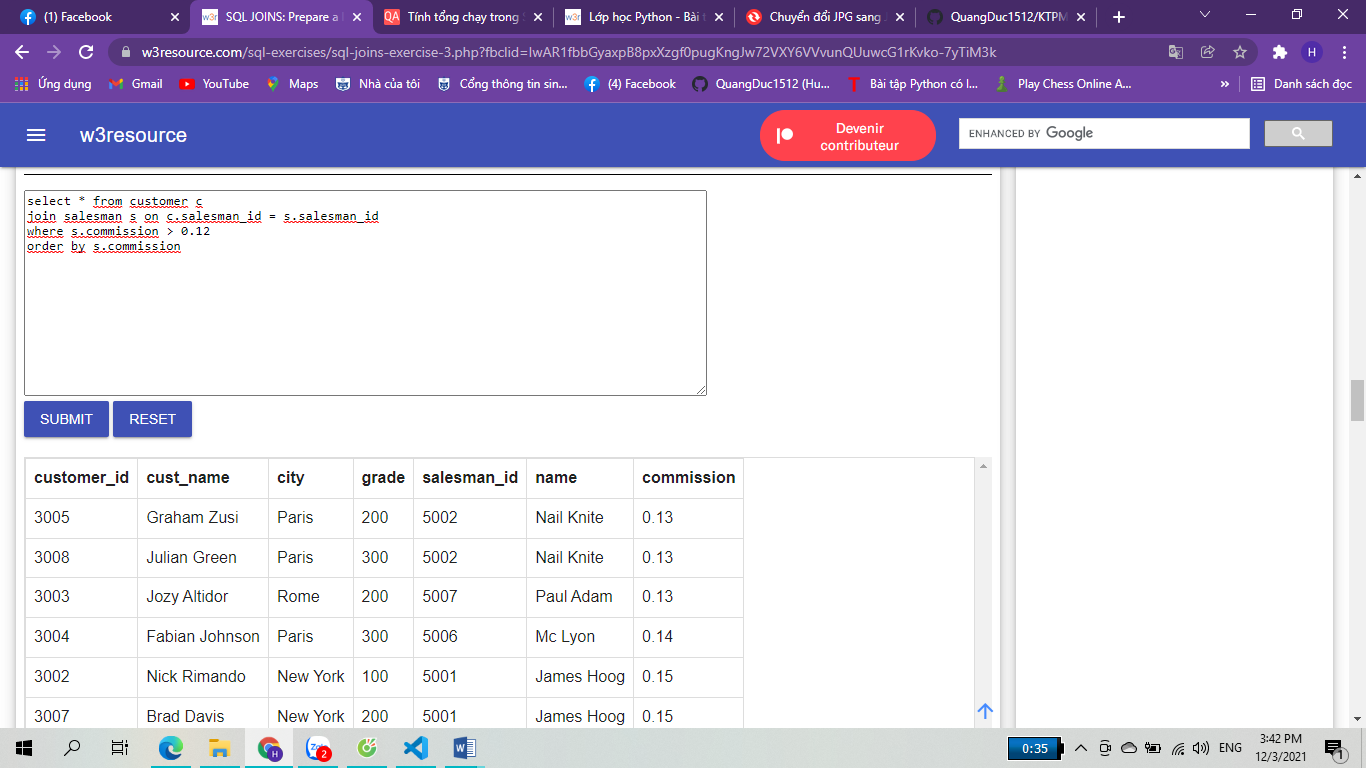 (1) Facebook
w3r SQL JOINS: Prepare a
QA Tính tổng chạy trong
w3r Lớp học Python - Bài t
Chuyển đổi JPG sang
QuangDuc1512/KTPM
w3resource.com/sql-exercises/sql-joins-exercise-3.php?fbclid=IwAR1fbbGyaxpB8pxXzgf0pugKngJw72VXY6VVvunQUuwcG1rKvko-7yTiM3k
H
Ứng dụng
Gmail
YouTube
Maps
Nhà của tôi
Cổng thông tin sin...
(4) Facebook
QuangDuc1512 (Hu...
T Bài tập Python có l...
Play Chess Online A...
»
Danh sách đọc
w3resource
Devenir
contributeur
ENHANCED BY Google
select * from customer c
join salesman s on c.salesman_id = s.salesman_id
where s.commission > 0.12
order by s.commission
SUBMIT RESET
customer_id cust_name city grade salesman_id name commission
3005 Graham Zusi Paris 200 5002 Nail Knite 0.13
3008 Julian Green Paris 300 5002 Nail Knite 0.13
3003 Jozy Altidor Rome 200 5007 Paul Adam 0.13
3004 Fabian Johnson Paris 300 5006 Mc Lyon 0.14
3002 Nick Rimando New York 100 5001 James Hoog 0.15
3007 Brad Davis New York 200 5001 James Hoog 0.15
H
Zalo
2
0:35
ENG
3:42 PM
12/3/2021
1